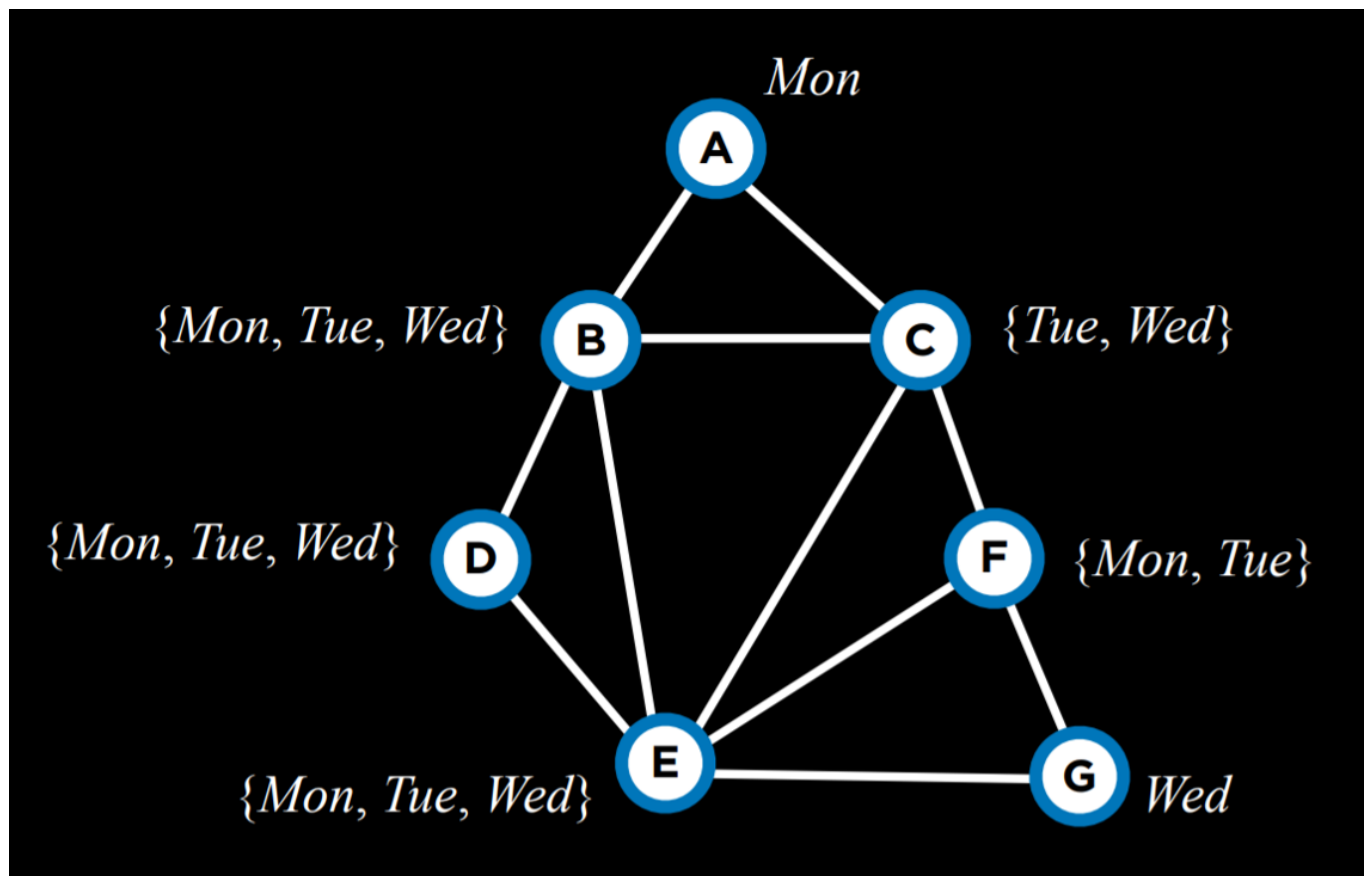 Mon
A
{Mon, Tue, Wed} B C {Tue, Wed}
{Mon, Tue, Wed} D F {Mon, Tue}
E
{Mon, Tue, Wed} G Wed